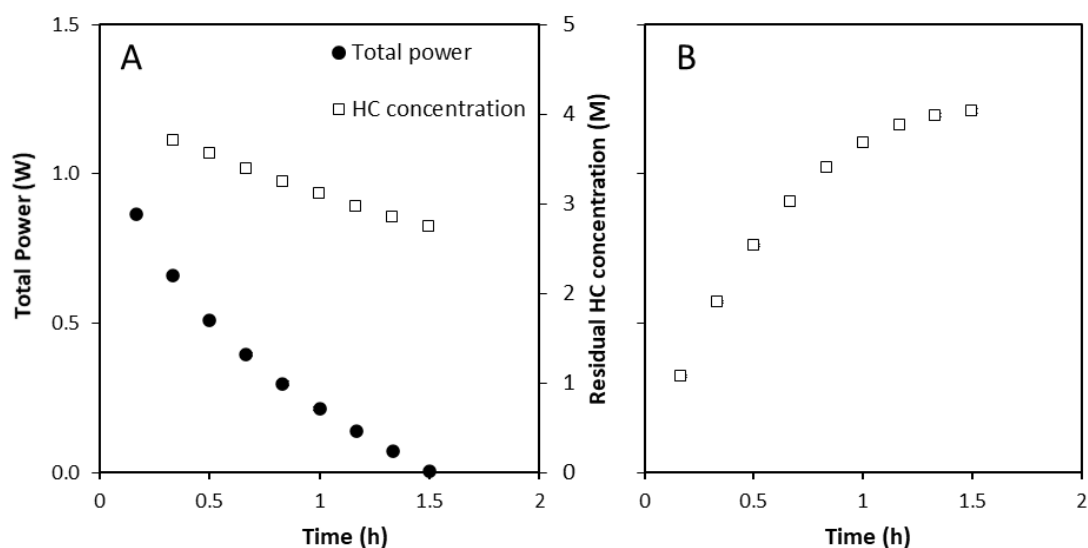 A
Total power
HC concentration
Total Power (W)
1.5
1.0
0.5
0.0
0
0.5
1
1.5
2
Time (h)
5
4
3
2
1
0
Residual HC concentration (M)
B
0
0.5
1
1.5
2
Time (h)